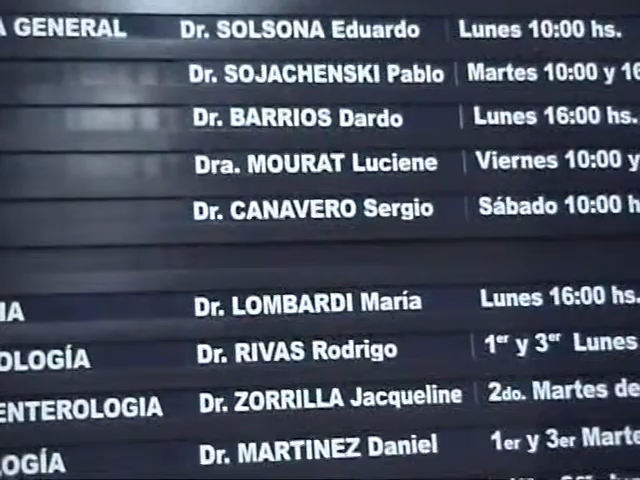 A GENERAL Dr. SOLSONA Eduardo Lunes 10:00 hs.
Dr. SOJACHENSKI Pablo Martes 10:00 y 16
Dr. BARRIOS Dardo Lunes 16:00 hs.
Dra. MOURAT Luciene Viernes 10:00 y
Dr. CANAVERO Sergio Sábado 10:00 h
IA Dr. LOMBARDI María Lunes 16:00 hs.
OLOGÍA Dr. RIVAS Rodrigo 1er y 3er Lunes
ENTEROLOGIA Dr. ZORRILLA Jacqueline 2do. Martes de
LOGÍA Dr. MARTINEZ Daniel 1er y 3er Marte